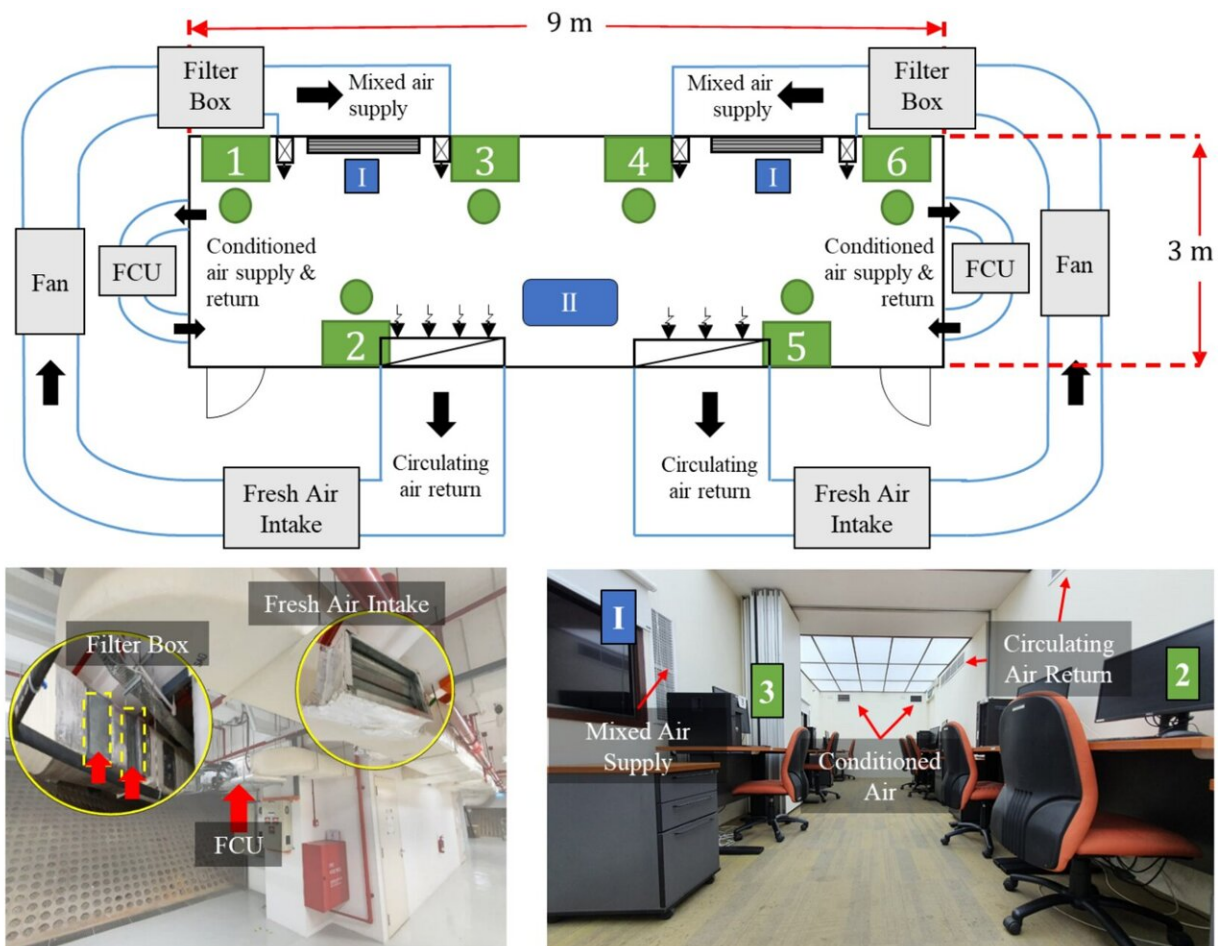 9 m
Filter
Box
Mixed air
supply
Mixed air
supply
Filter
Box
1
I
3
4
I
6
Fan
FCU
Conditioned
air supply &
return
Conditioned
air supply &
return
FCU
Fan
3 m
II
2
5
Circulating
air return
Circulating
air return
Fresh Air
Intake
Fresh Air
Intake
Fresh Air Intake
Filter Box
FCU
I
3
2
Mixed Air
Supply
Conditioned
Air
Circulating
Air Return